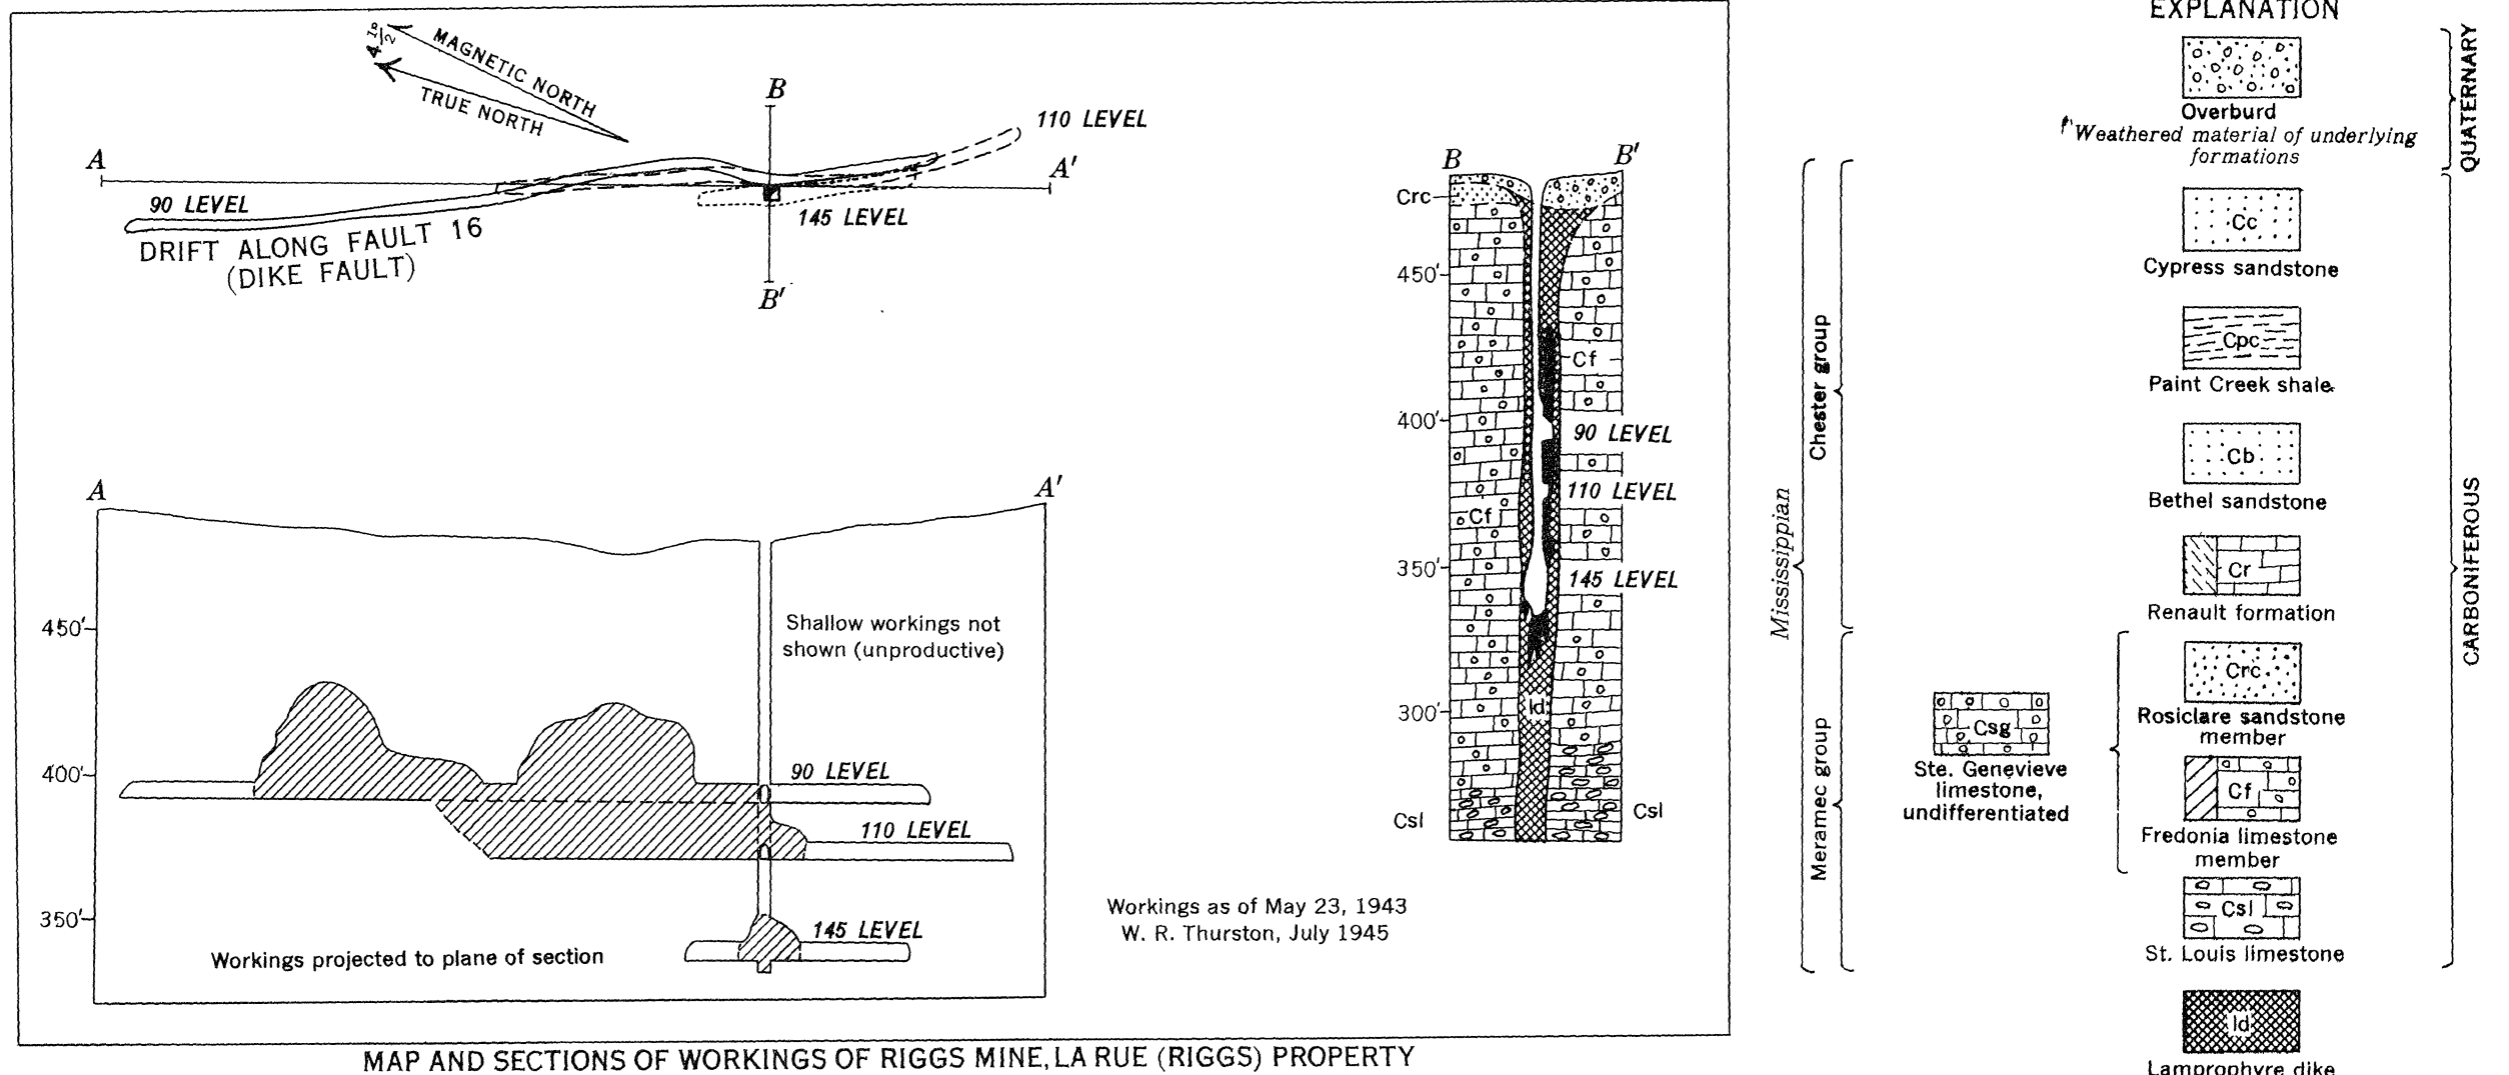 4 1°/2
MAGNETIC NORTH
TRUE NORTH
B
110 LEVEL
A
A'
90 LEVEL
145 LEVEL
DRIFT ALONG FAULT 16
(DIKE FAULT)
B'
A
A'
450'
Shallow workings not
shown (unproductive)
400'
90 LEVEL
110 LEVEL
350'
145 LEVEL
Workings projected to plane of section
B
B'
Crc
450'
Cf
400'
90 LEVEL
110 LEVEL
Cf
350'
145 LEVEL
300'
Id
Csl
Csl
Workings as of May 23, 1943
W. R. Thurston, July 1945
MAP AND SECTIONS OF WORKINGS OF RIGGS MINE, LA RUE (RIGGS) PROPERTY
EXPLANATION
Overburd
Weathered material of underlying
formations
QUATERNARY
Cc
Cypress sandstone
Cpc
Paint Creek shale
Cb
Bethel sandstone
Cr
Renault formation
Chester group
Mississippian
CARBONIFEROUS
Crc
Rosiclare sandstone
member
Csg
Ste. Genevieve
limestone,
undifferentiated
Cf
Fredonia limestone
member
Meramec group
Csl
St. Louis limestone
Id
Lamprophyre dike